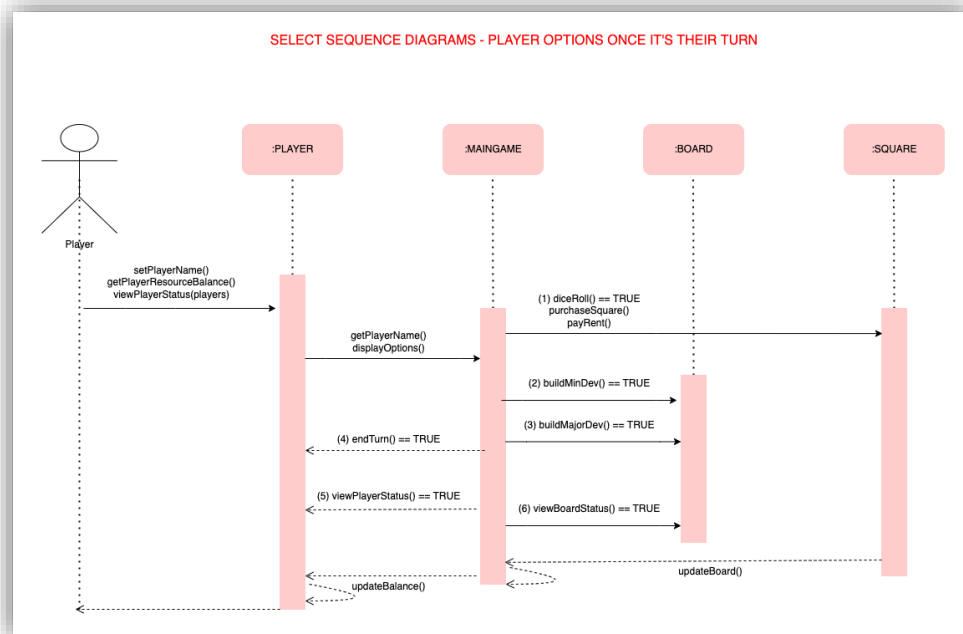 SELECT SEQUENCE DIAGRAMS - PLAYER OPTIONS ONCE IT'S THEIR TURN
:PLAYER
:MAINGAME
:BOARD
:SQUARE
Player
setPlayerName()
getPlayerResourceBalance()
viewPlayerStatus(players)
(1) diceRoll() == TRUE
purchaseSquare()
payRent()
getPlayerName()
displayOptions()
(2) buildMinDev() == TRUE
(3) buildMajorDev() == TRUE
(4) endTurn() == TRUE
(5) viewPlayerStatus() == TRUE
(6) viewBoardStatus() == TRUE
updateBoard()
updateBalance()